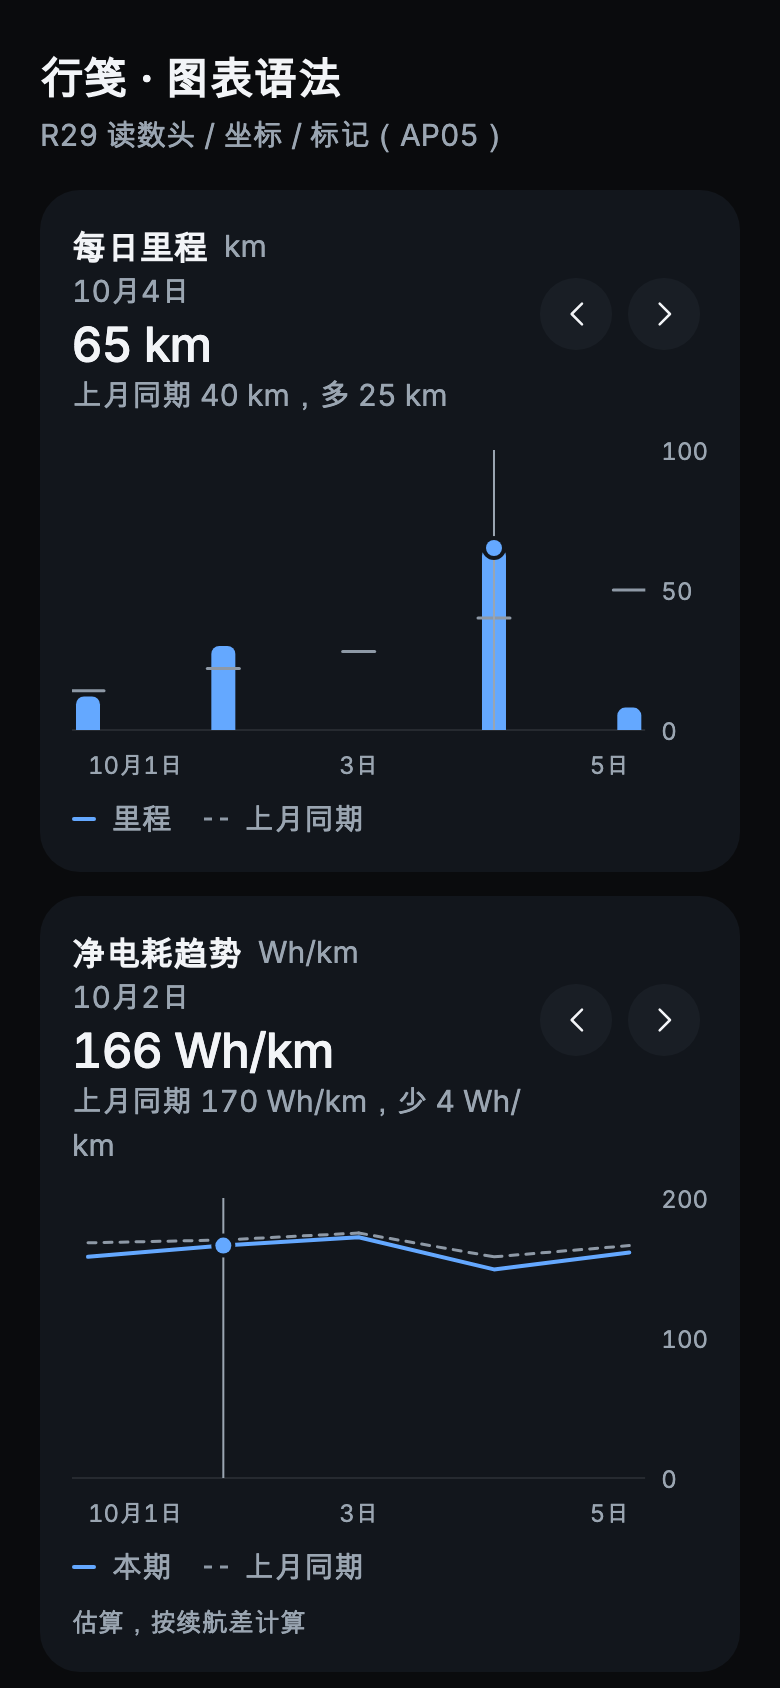 行笺 · 图表语法
R29 读数头 / 坐标 / 标记 ( AP05 )
每日里程 km
10月4日
65 km
上月同期 40 km，多 25 km
100
50
0
10月1日 3日 5日
里程 上月同期
净电耗趋势 Wh/km
10月2日
166 Wh/km
上月同期 170 Wh/km，少 4 Wh/
km
200
100
0
10月1日 3日 5日
本期 上月同期
估算，按续航差计算